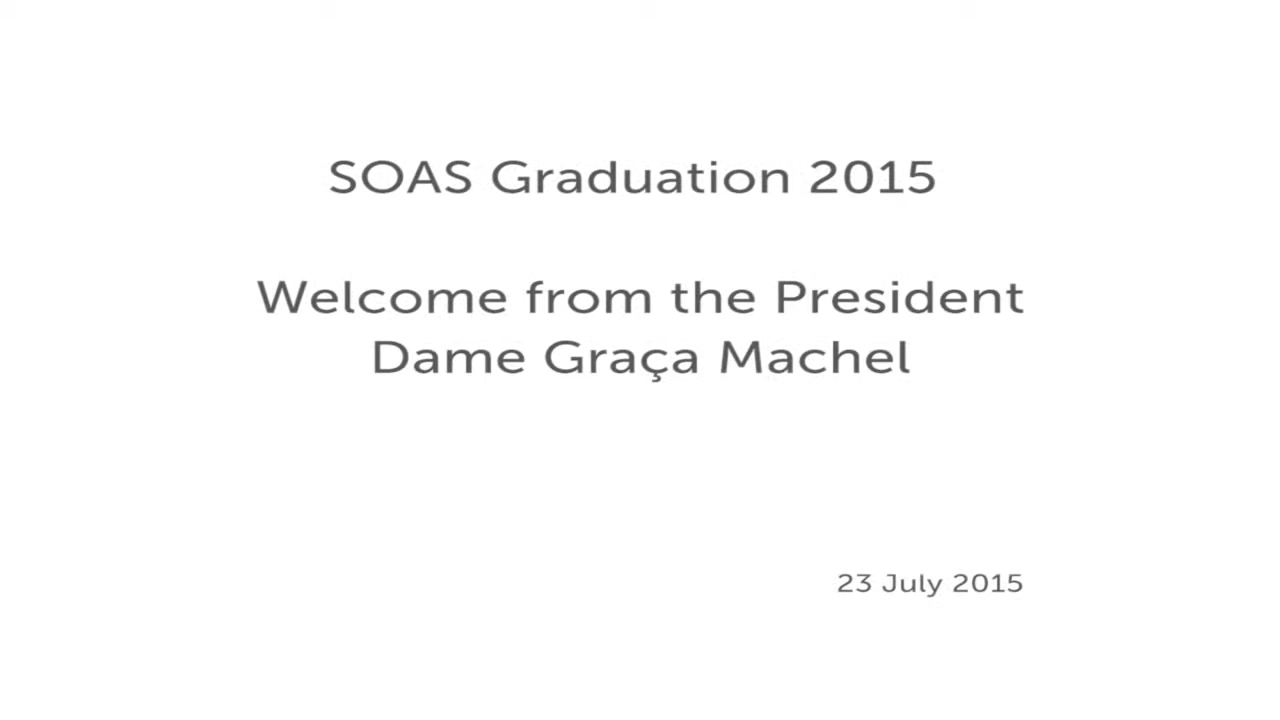 SOAS Graduation 2015
Welcome from the President
Dame Graça Machel
23 July 2015